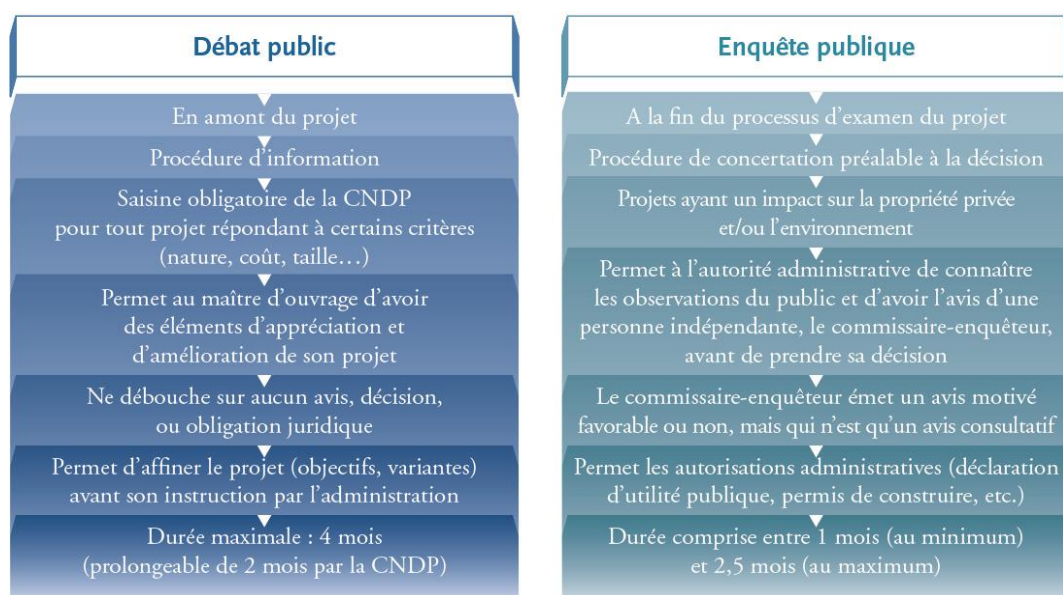 Débat public
En amont du projet
Procédure d'information
Saisine obligatoire de la CNDP
pour tout projet répondant à certains critères
(nature, coût, taille…)
Permet au maître d'ouvrage d'avoir
des éléments d'appréciation et
d'amélioration de son projet
Ne débouche sur aucun avis, décision,
ou obligation juridique
Permet d'affiner le projet (objectifs, variantes)
avant son instruction par l'administration
Durée maximale : 4 mois
(prolongeable de 2 mois par la CNDP)
Enquête publique
A la fin du processus d'examen du projet
Procédure de concertation préalable à la décision
Projets ayant un impact sur la propriété privée
et/ou l'environnement
Permet à l'autorité administrative de connaître
les observations du public et d'avoir l'avis d'une
personne indépendante, le commissaire-enquêteur,
avant de prendre sa décision
Le commissaire-enquêteur émet un avis motivé
favorable ou non, mais qui n'est qu'un avis consultatif
Permet les autorisations administratives (déclaration
d'utilité publique, permis de construire, etc.)
Durée comprise entre 1 mois (au minimum)
et 2,5 mois (au maximum)